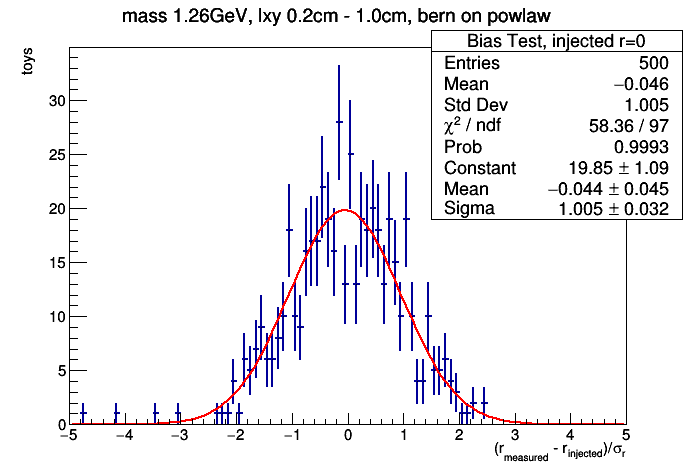 mass 1.26GeV, lxy 0.2cm - 1.0cm, bern on powlaw
toys
Bias Test, injected r=0
Entries 500
Mean −0.046
Std Dev 1.005
χ² / ndf 58.36 / 97
Prob 0.9993
Constant 19.85 ± 1.09
Mean −0.044 ± 0.045
Sigma 1.005 ± 0.032
30
25
20
15
10
5
0
−5 −4 −3 −2 −1 0 1 2 3 4 5
(r_measured - r_injected)/σ_r